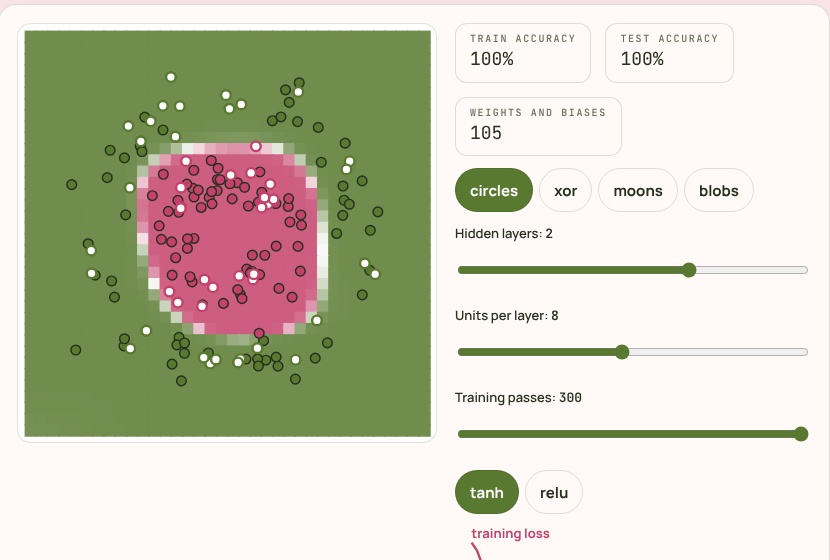 TRAIN ACCURACY
100%
TEST ACCURACY
100%
WEIGHTS AND BIASES
105
circles
xor
moons
blobs
Hidden layers: 2
Units per layer: 8
Training passes: 300
tanh
relu
training loss